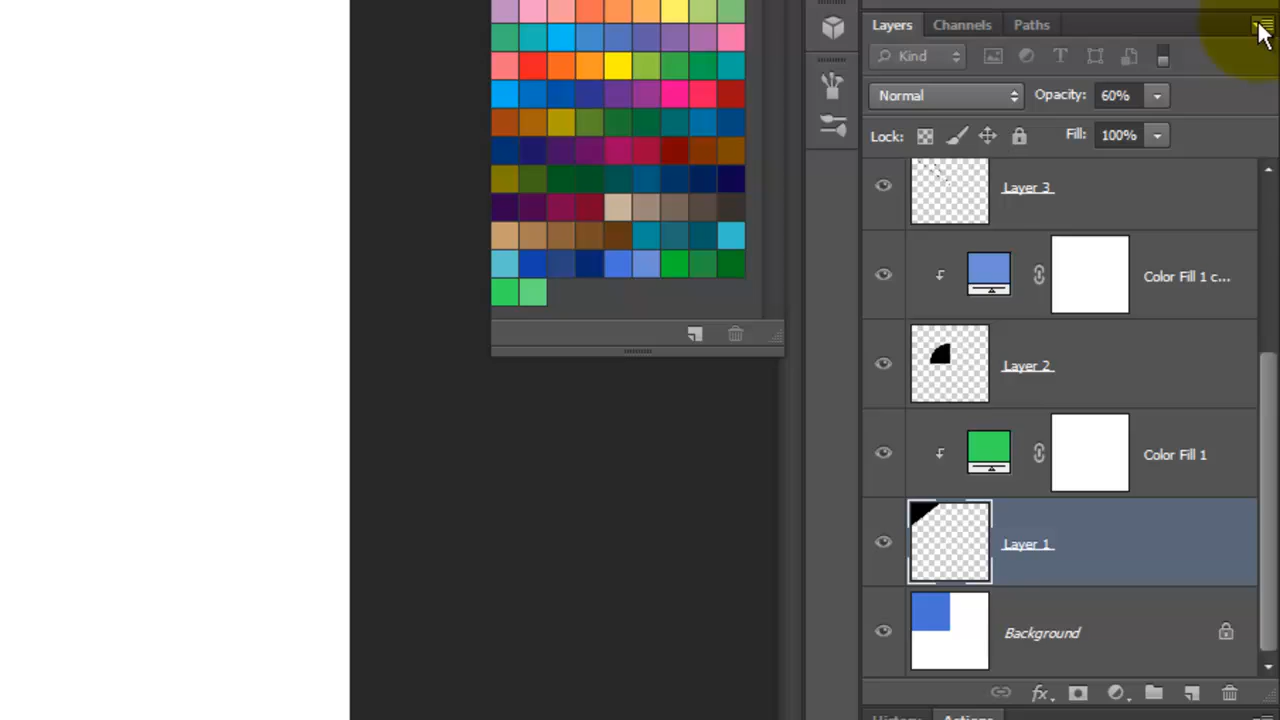 Layers Channels Paths
Kind
Normal Opacity: 60%
Lock: Fill: 100%
Layer 3
Color Fill 1 c...
Layer 2
Color Fill 1
Layer 1
Background
fx
History Actions